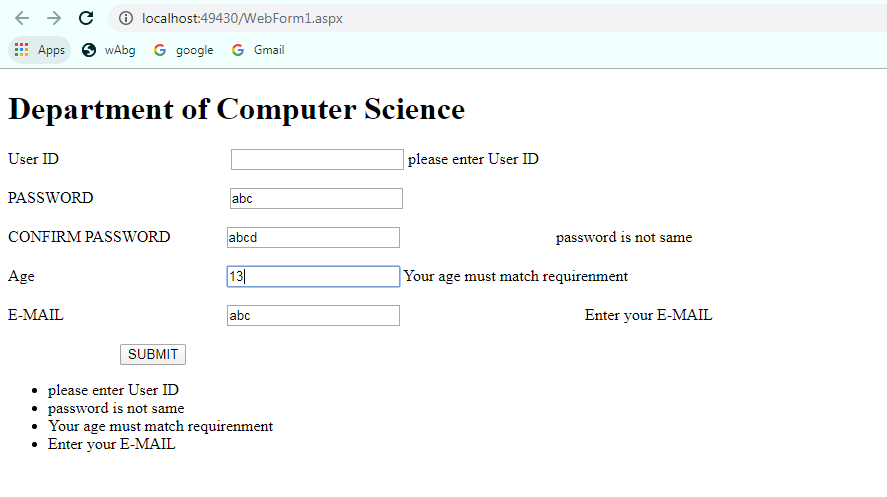 localhost:49430/WebForm1.aspx
Apps wAbg google Gmail
Department of Computer Science
User ID please enter User ID
PASSWORD abc
CONFIRM PASSWORD abcd password is not same
Age 13 Your age must match requirenment
E-MAIL abc Enter your E-MAIL
SUBMIT
• please enter User ID
• password is not same
• Your age must match requirenment
• Enter your E-MAIL